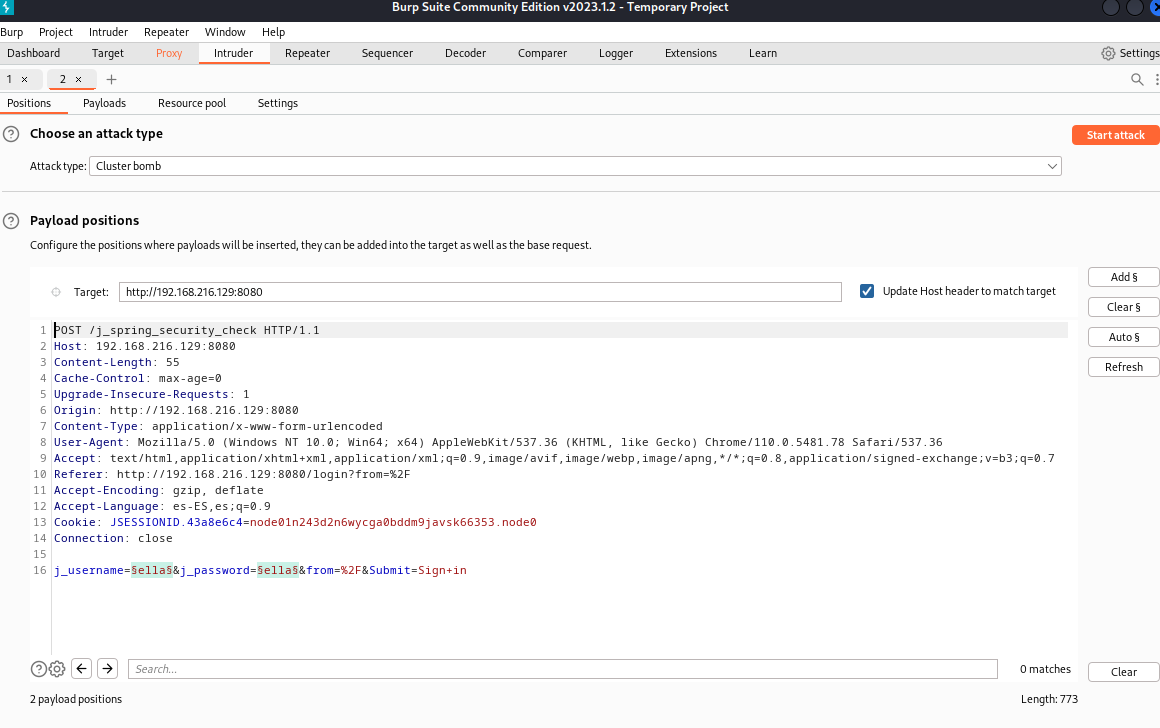 Burp Suite Community Edition v2023.1.2 - Temporary Project
Burp Project Intruder Repeater Window Help
Dashboard Target Proxy Intruder Repeater Sequencer Decoder Comparer Logger Extensions Learn Settings
1 × 2 × +
Positions Payloads Resource pool Settings
? Choose an attack type
Start attack
Attack type: Cluster bomb
? Payload positions
Configure the positions where payloads will be inserted, they can be added into the target as well as the base request.
Target: http://192.168.216.129:8080 Update Host header to match target
Add §
Clear §
Auto §
Refresh
1 POST /j_spring_security_check HTTP/1.1
2 Host: 192.168.216.129:8080
3 Content-Length: 55
4 Cache-Control: max-age=0
5 Upgrade-Insecure-Requests: 1
6 Origin: http://192.168.216.129:8080
7 Content-Type: application/x-www-form-urlencoded
8 User-Agent: Mozilla/5.0 (Windows NT 10.0; Win64; x64) AppleWebKit/537.36 (KHTML, like Gecko) Chrome/110.0.5481.78 Safari/537.36
9 Accept: text/html,application/xhtml+xml,application/xml;q=0.9,image/avif,image/webp,image/apng,*/*;q=0.8,application/signed-exchange;v=b3;q=0.7
10 Referer: http://192.168.216.129:8080/login?from=%2F
11 Accept-Encoding: gzip, deflate
12 Accept-Language: es-ES,es;q=0.9
13 Cookie: JSESSIONID.43a8e6c4=node01n243d2n6wycga0bddm9javsk66353.node0
14 Connection: close
15
16 j_username=§ella§&j_password=§ella§&from=%2F&Submit=Sign+in
? Search... 0 matches Clear
2 payload positions Length: 773